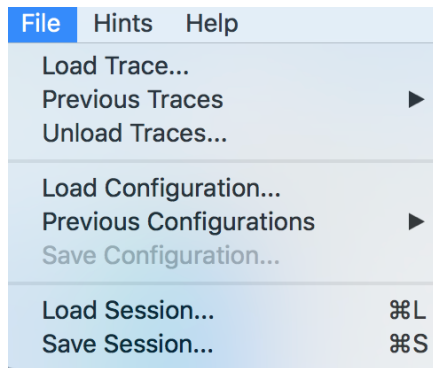 File Hints Help
Load Trace...
Previous Traces ▶
Unload Traces...
Load Configuration...
Previous Configurations ▶
Save Configuration...
Load Session... ⌘L
Save Session... ⌘S